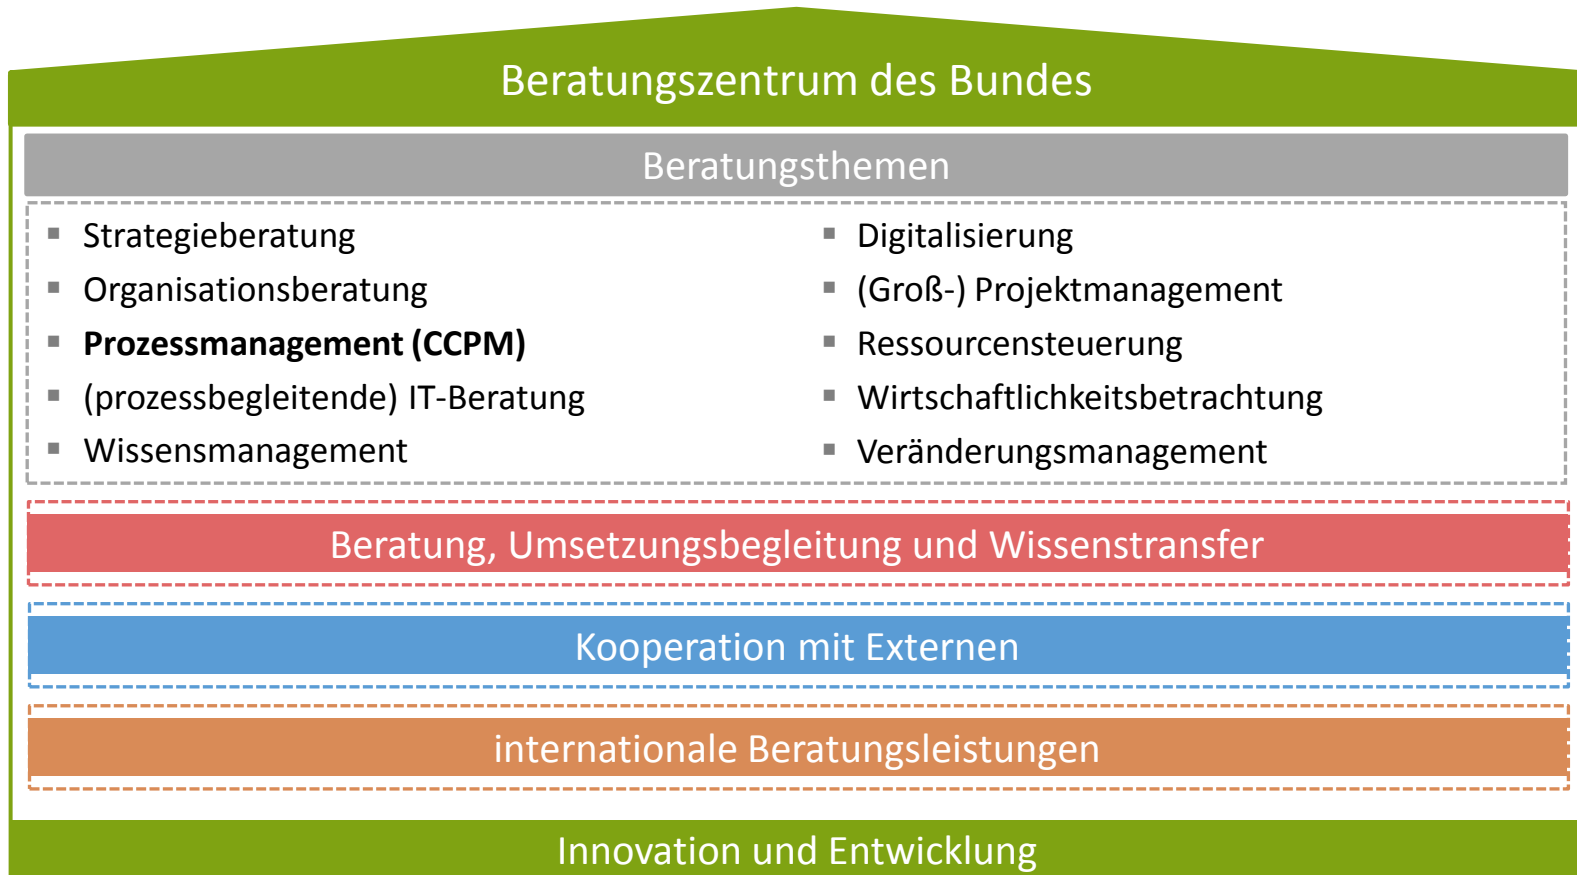 Beratungszentrum des Bundes
Beratungsthemen
▪ Strategieberatung
▪ Organisationsberatung
▪ Prozessmanagement (CCPM)
▪ (prozessbegleitende) IT-Beratung
▪ Wissensmanagement
▪ Digitalisierung
▪ (Groß-) Projektmanagement
▪ Ressourcensteuerung
▪ Wirtschaftlichkeitsbetrachtung
▪ Veränderungsmanagement
Beratung, Umsetzungsbegleitung und Wissenstransfer
Kooperation mit Externen
internationale Beratungsleistungen
Innovation und Entwicklung